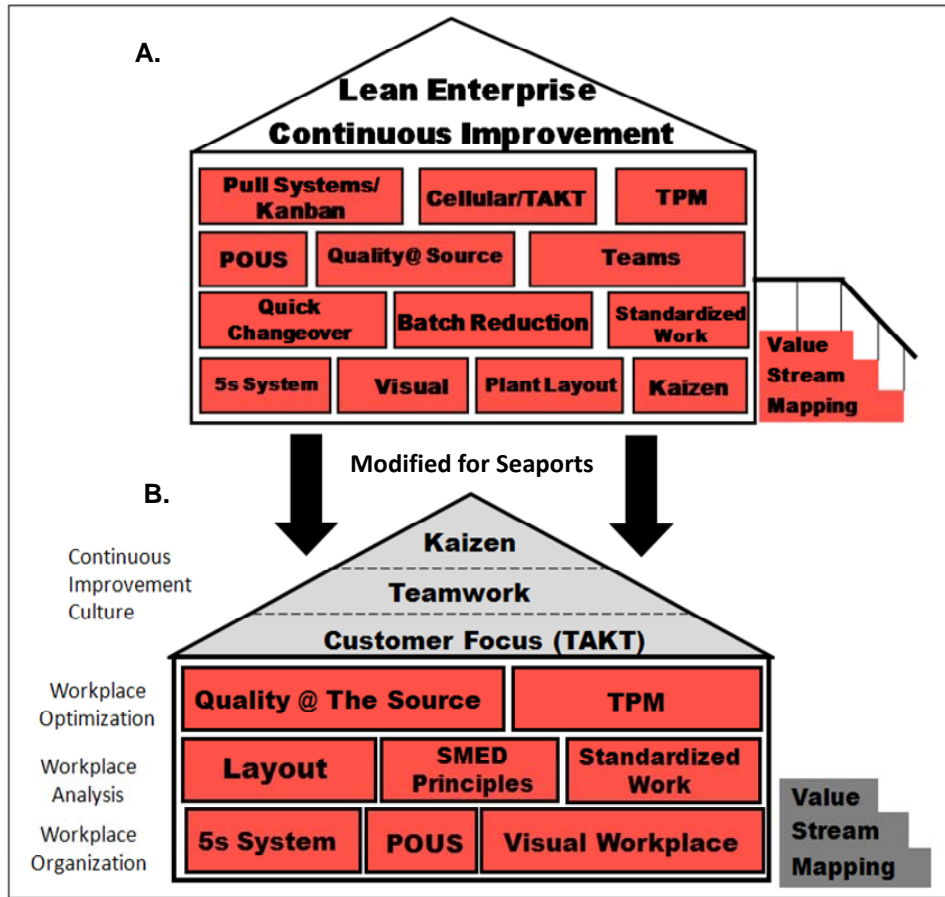 A.
Lean Enterprise
Continuous Improvement
Pull Systems/
Kanban
Cellular/TAKT
TPM
POUS
Quality@ Source
Teams
Quick
Changeover
Batch Reduction
Standardized
Work
5s System
Visual
Plant Layout
Kaizen
Value
Stream
Mapping
Modified for Seaports
B.
Continuous
Improvement
Culture
Kaizen
Teamwork
Customer Focus (TAKT)
Workplace
Optimization
Quality @ The Source
TPM
Workplace
Analysis
Layout
SMED
Principles
Standardized
Work
Workplace
Organization
5s System
POUS
Visual Workplace
Value
Stream
Mapping